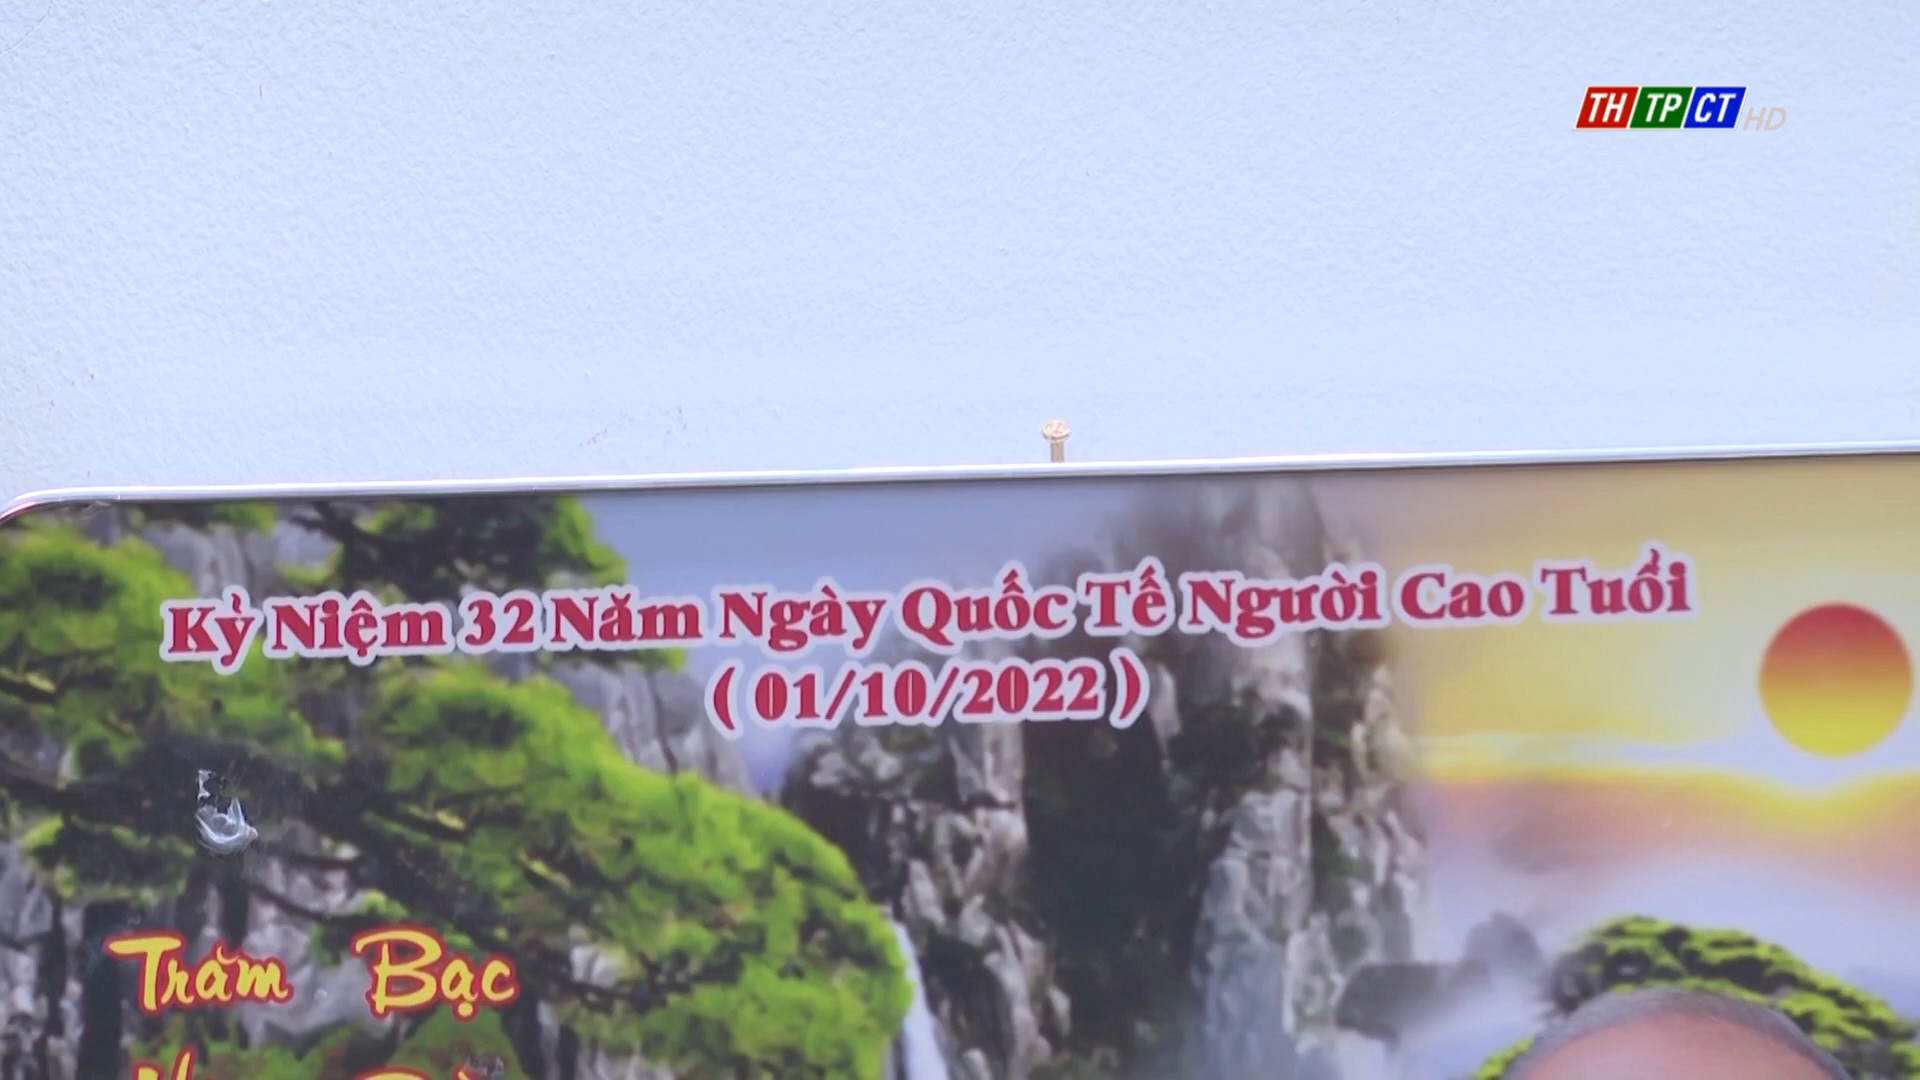 THTPCT HD
Kỷ Niệm 32 Năm Ngày Quốc Tế Người Cao Tuổi
( 01/10/2022 )
Trăm Bạc